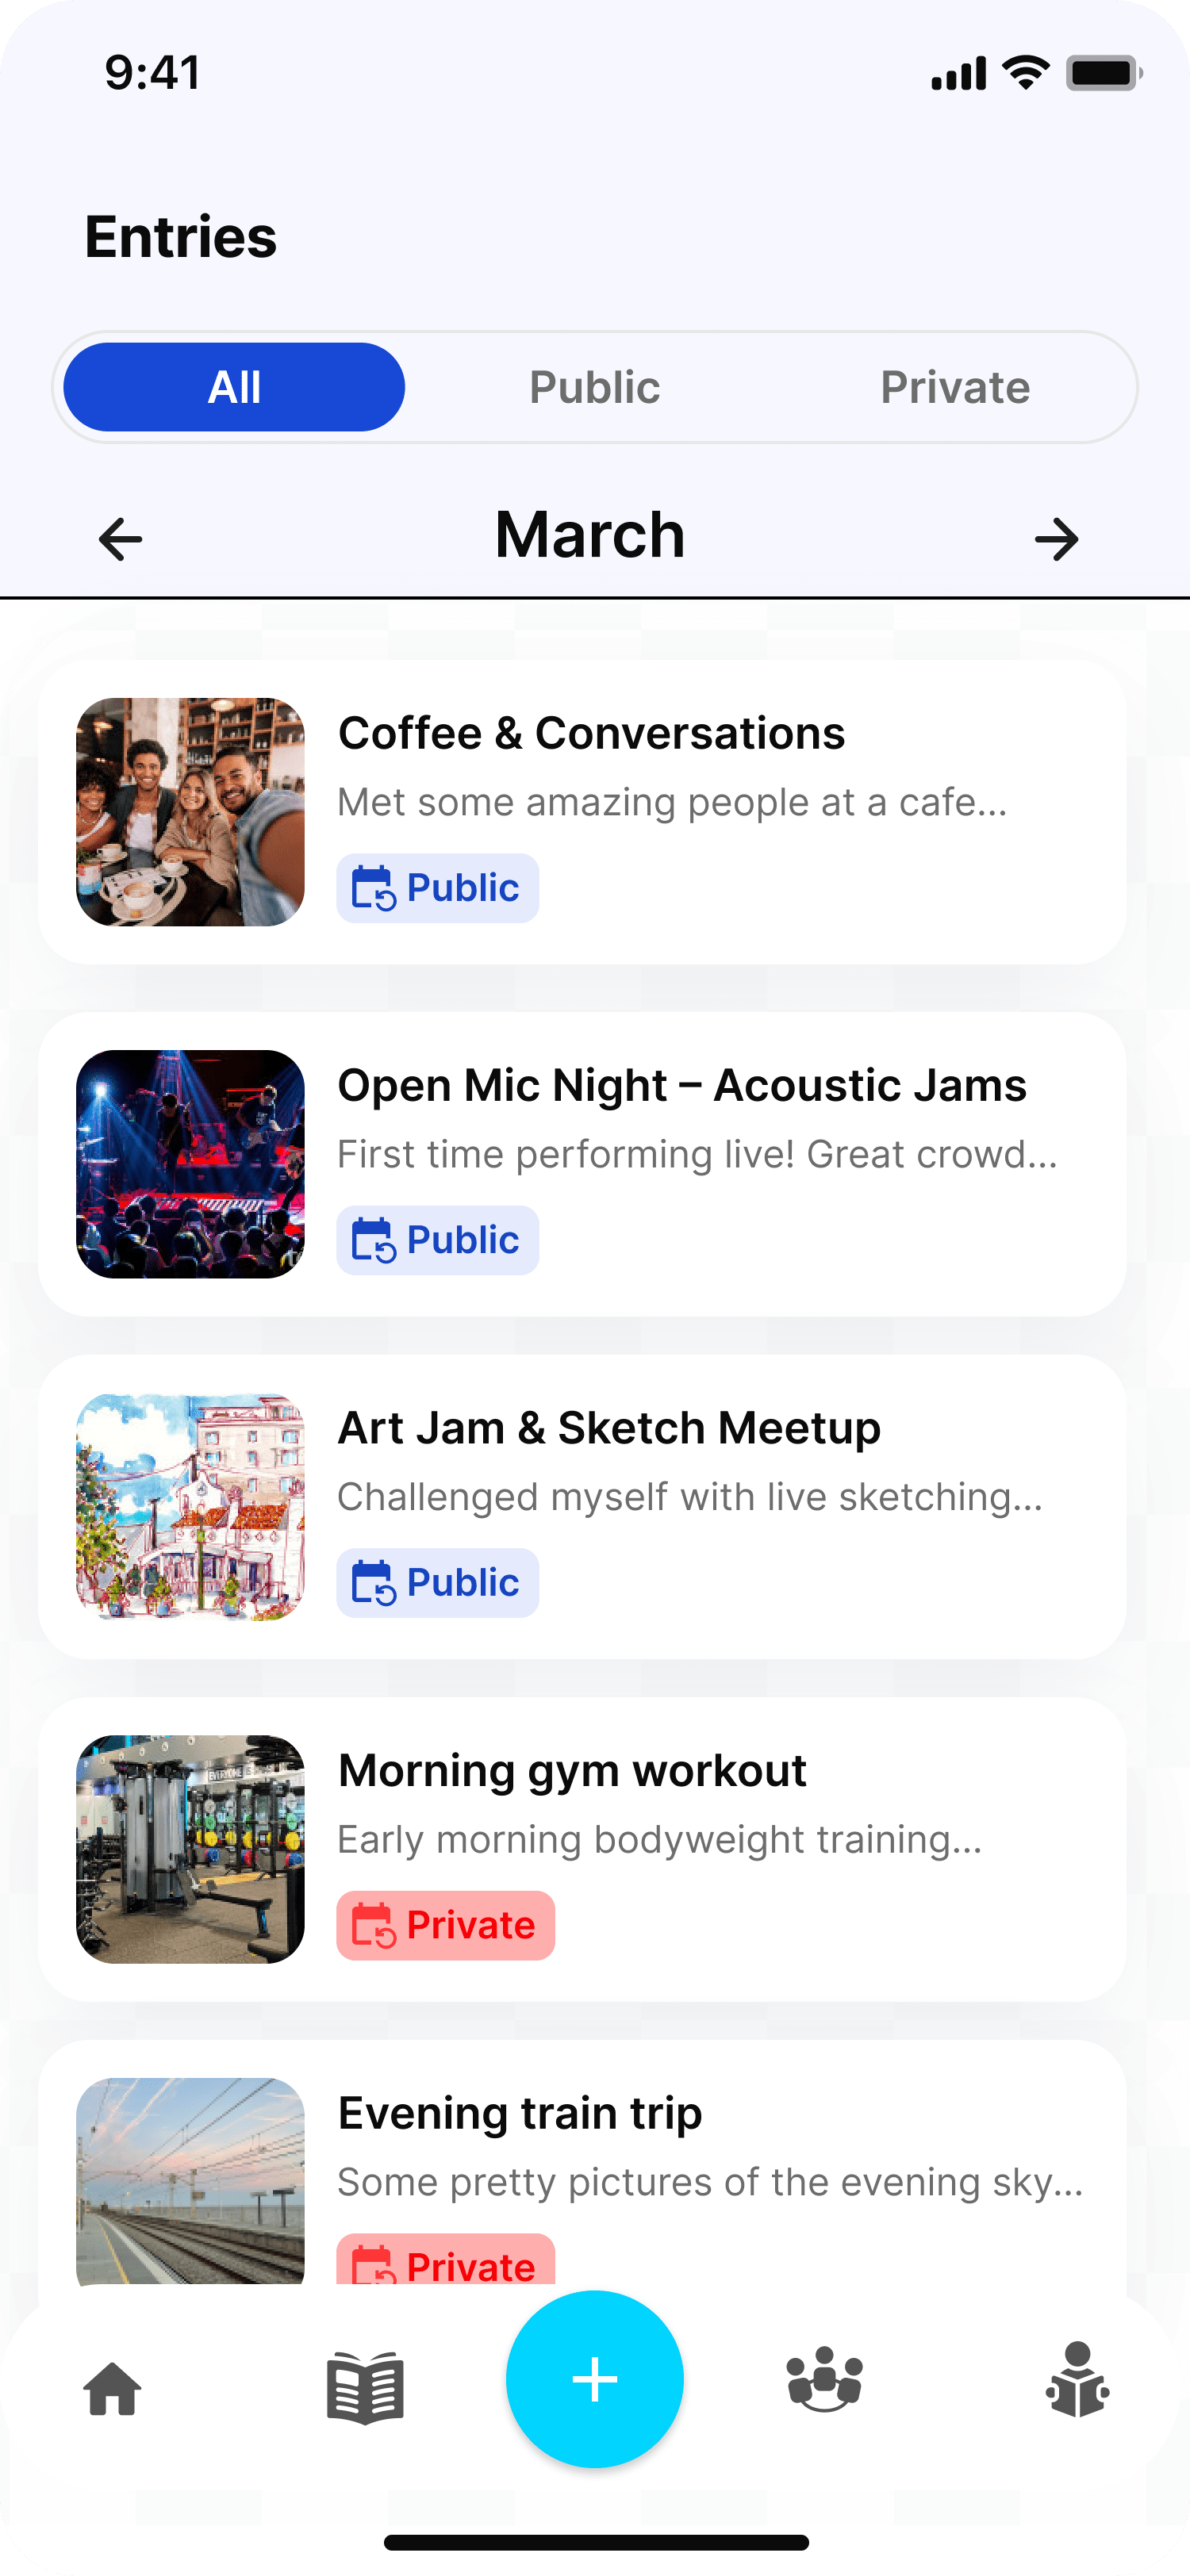 9:41
Entries
All Public Private
March
Coffee & Conversations
Met some amazing people at a cafe...
Public
Open Mic Night – Acoustic Jams
First time performing live! Great crowd...
Public
Art Jam & Sketch Meetup
Challenged myself with live sketching...
Public
Morning gym workout
Early morning bodyweight training...
Private
EVERYONE
Evening train trip
Some pretty pictures of the evening sky...
Private